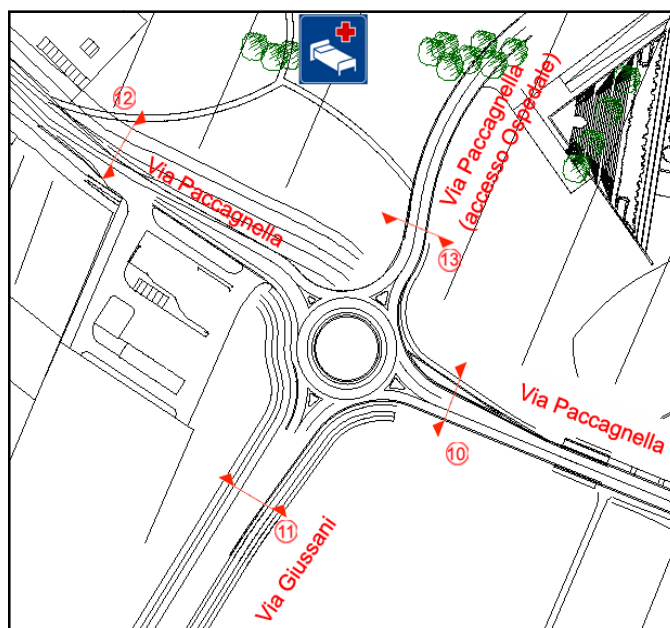 12
Via Paccagnella
Via Paccagnella
(accesso Ospedale)
13
Via Paccagnella
10
11
Via Giussani